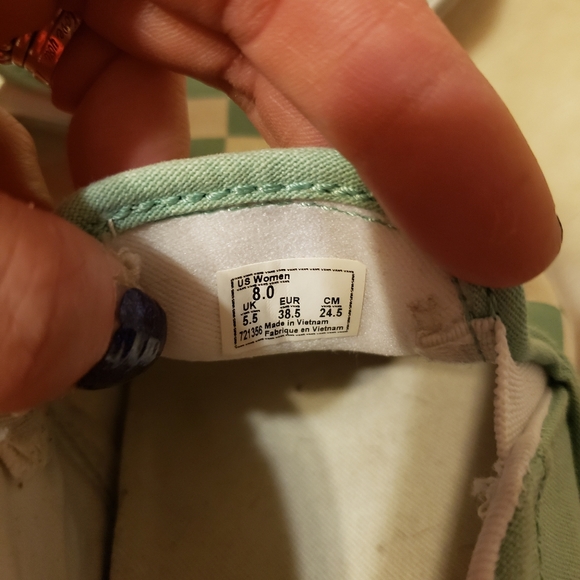 US Women
8.0
UK EUR CM
5.5 38.5 24.5
721356 Made in Vietnam
Fabrique en Vietnam